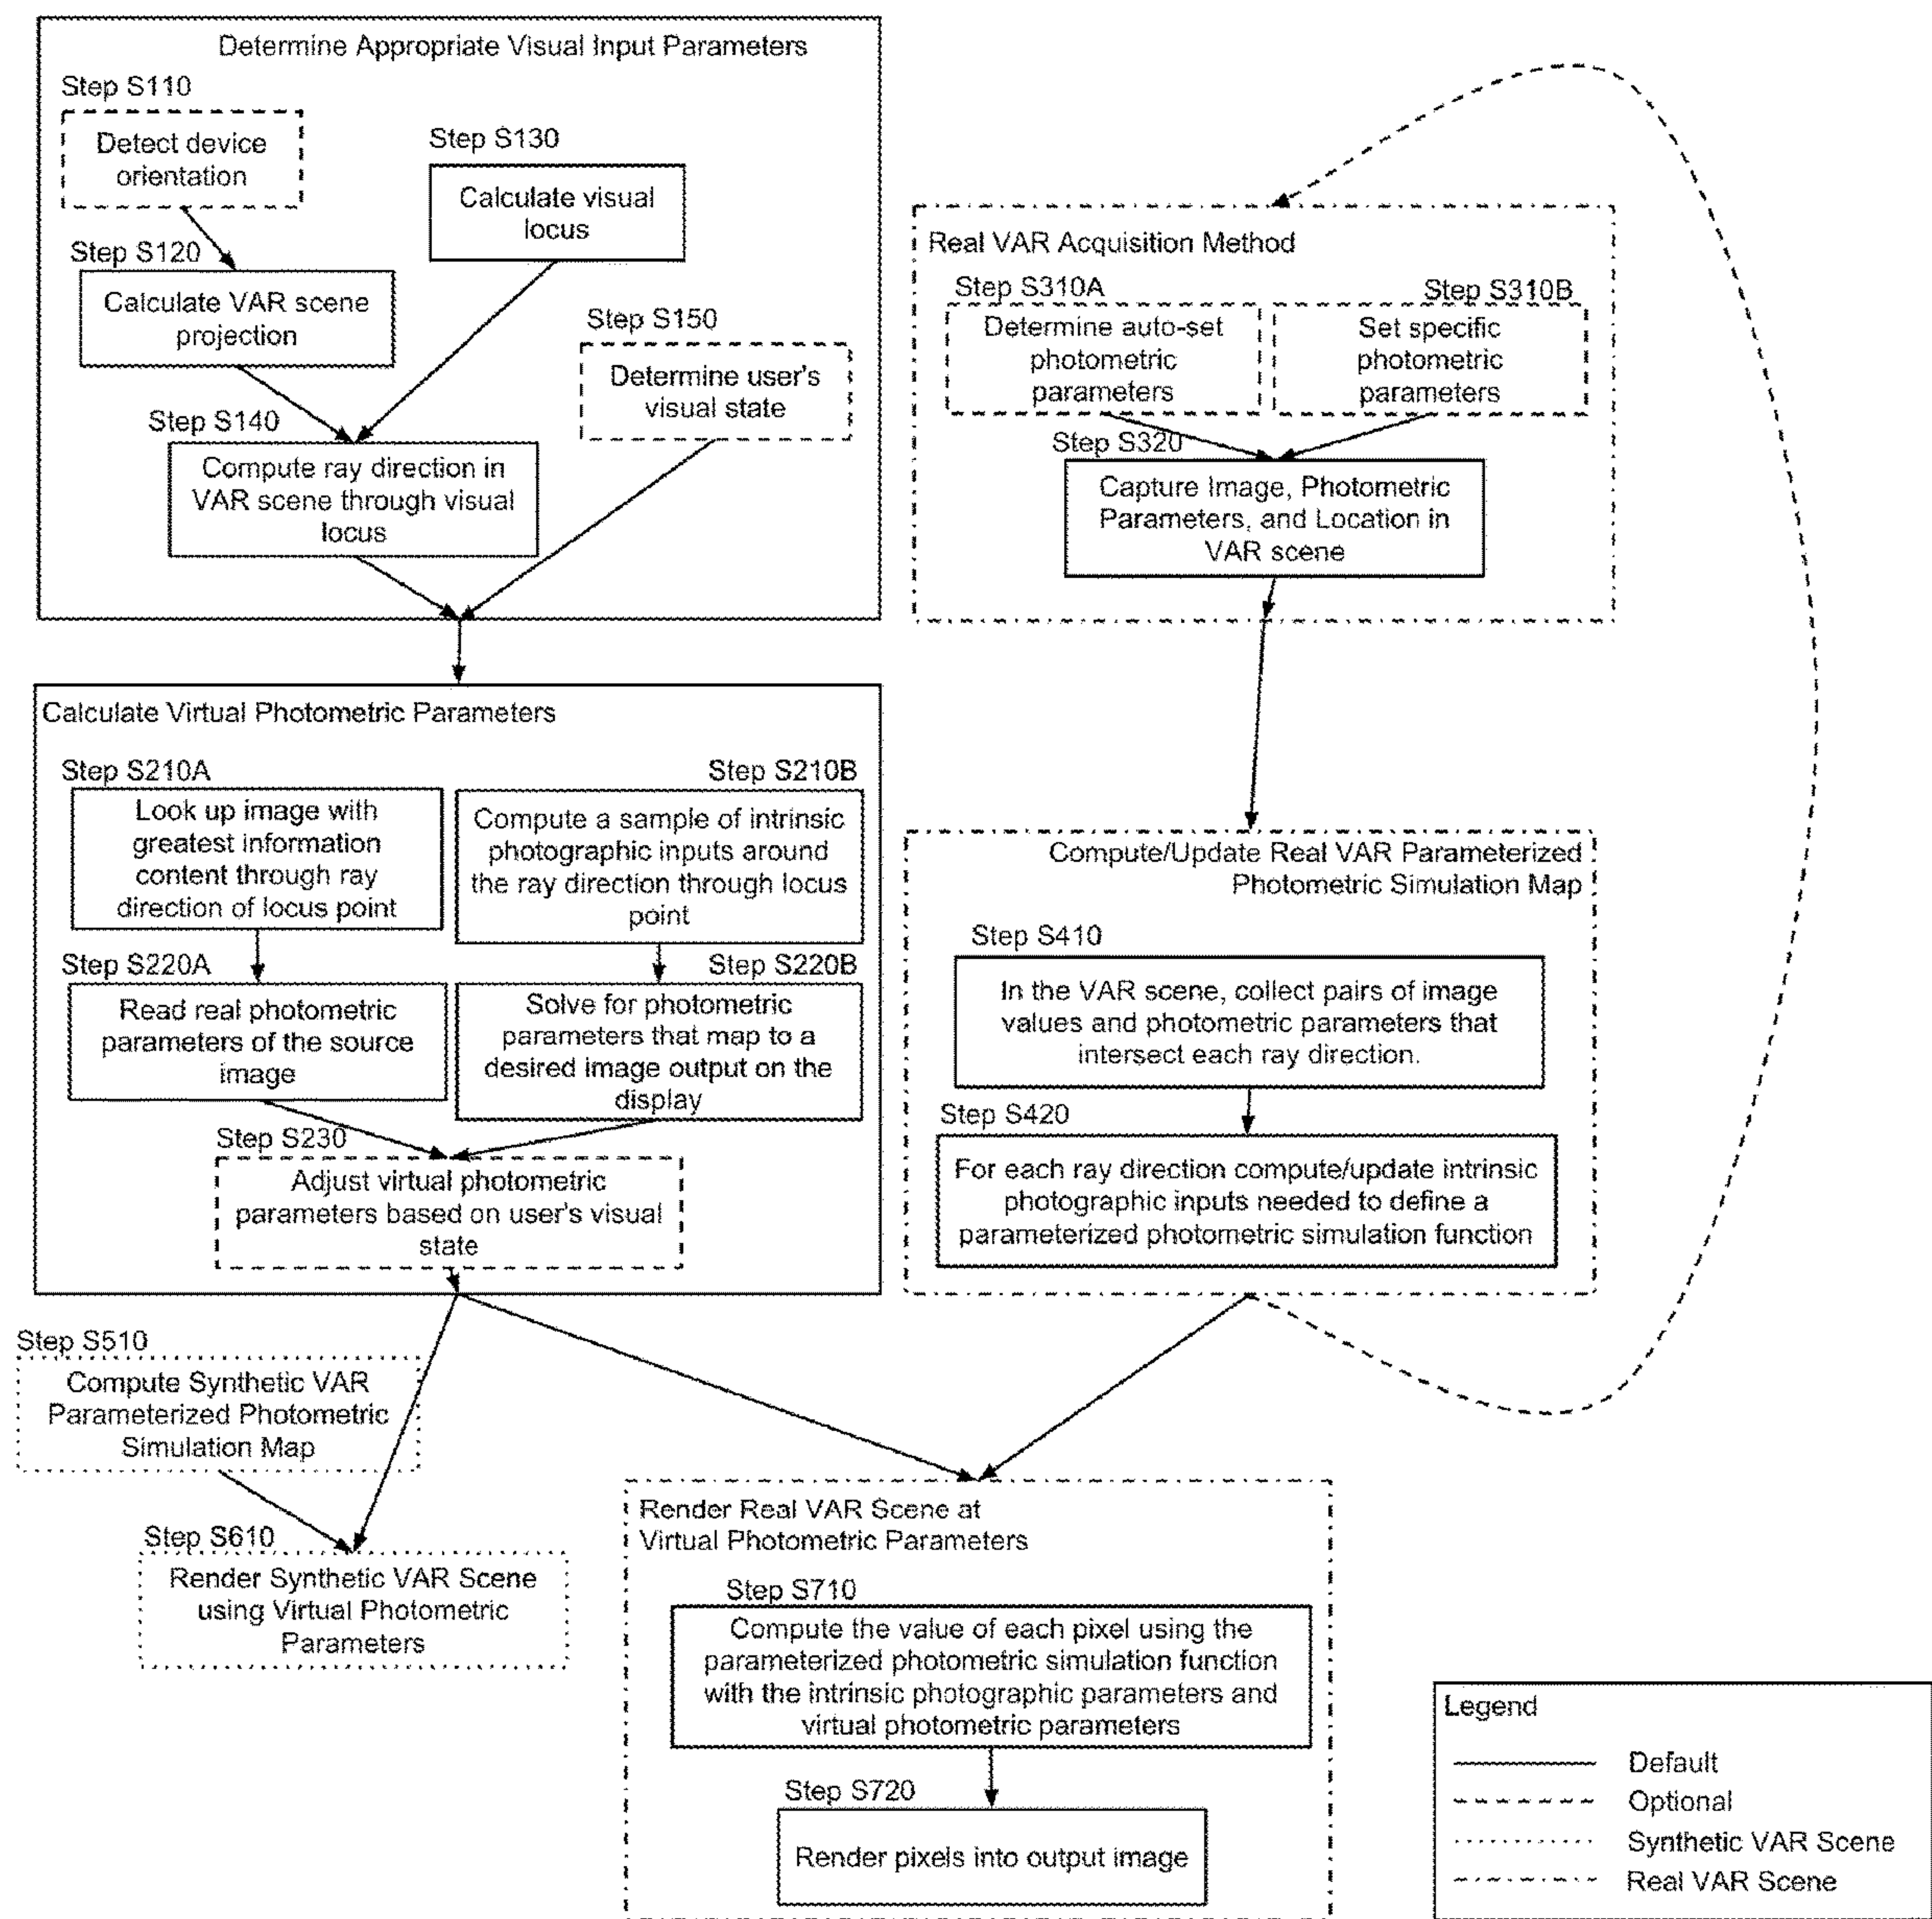 Determine Appropriate Visual Input Parameters
Step S110
Detect device
orientation
Step S130
Calculate visual
locus
Step S120
Calculate VAR scene
projection
Step S150
Determine user's
visual state
Step S140
Compute ray direction in
VAR scene through visual
locus
Real VAR Acquisition Method
Step S310A
Determine auto-set
photometric
parameters
Step S310B
Set specific
photometric
parameters
Step S320
Capture Image, Photometric
Parameters, and Location in
VAR scene
Calculate Virtual Photometric Parameters
Step S210A
Look up image with
greatest information
content through ray
direction of locus point
Step S210B
Compute a sample of intrinsic
photographic inputs around
the ray direction through locus
point
Step S220A
Read real photometric
parameters of the source
image
Step S220B
Solve for photometric
parameters that map to a
desired image output on the
display
Step S230
Adjust virtual photometric
parameters based on user's visual
state
Compute/Update Real VAR Parameterized
Photometric Simulation Map
Step S410
In the VAR scene, collect pairs of image
values and photometric parameters that
intersect each ray direction.
Step S420
For each ray direction compute/update intrinsic
photographic inputs needed to define a
parameterized photometric simulation function
Step S510
Compute Synthetic VAR
Parameterized Photometric
Simulation Map
Step S610
Render Synthetic VAR Scene
using Virtual Photometric
Parameters
Render Real VAR Scene at
Virtual Photometric Parameters
Step S710
Compute the value of each pixel using the
parameterized photometric simulation function
with the intrinsic photographic parameters and
virtual photometric parameters
Step S720
Render pixels into output image
Legend
Default
Optional
Synthetic VAR Scene
Real VAR Scene